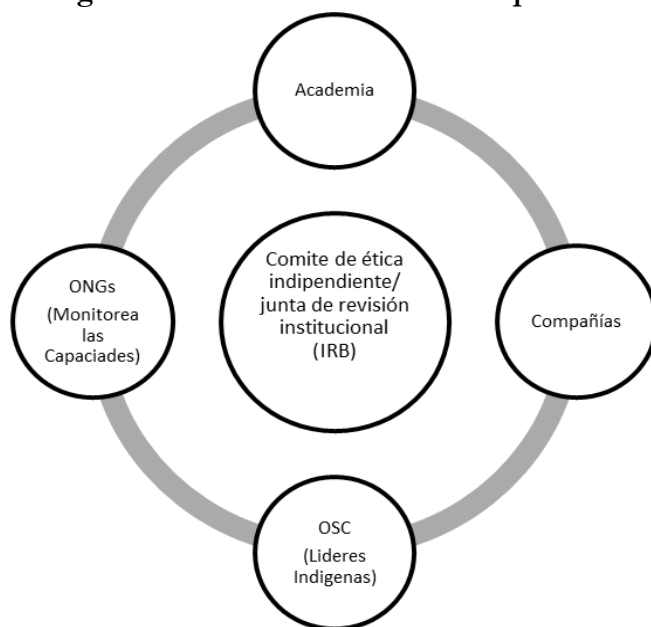 Academia
ONGs
(Monitorea
las
Capaciades)
Comite de ética
indipendiente/
junta de revisión
institucional
(IRB)
Compañías
OSC
(Lideres
Indigenas)